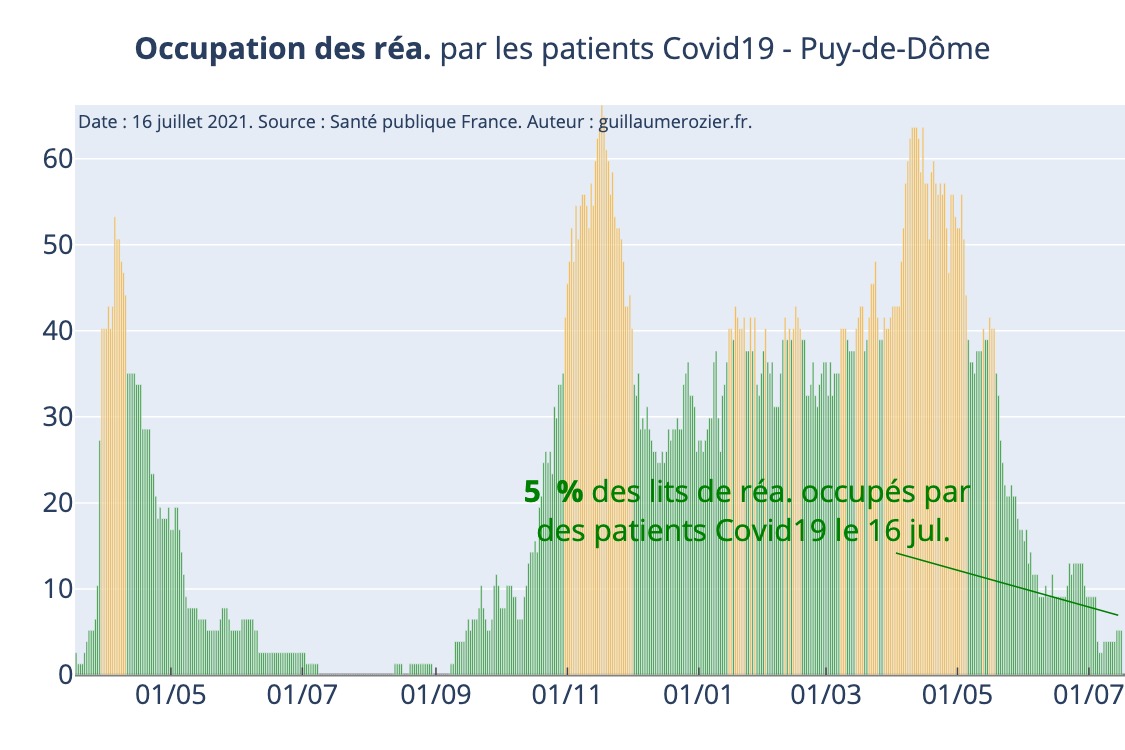 Occupation des réa. par les patients Covid19 - Puy-de-Dôme
Date : 16 juillet 2021. Source : Santé publique France. Auteur : guillaumerozier.fr.
60
50
40
30
20
10
0
5 % des lits de réa. occupés par
des patients Covid19 le 16 jul.
01/05 01/07 01/09 01/11 01/01 01/03 01/05 01/07